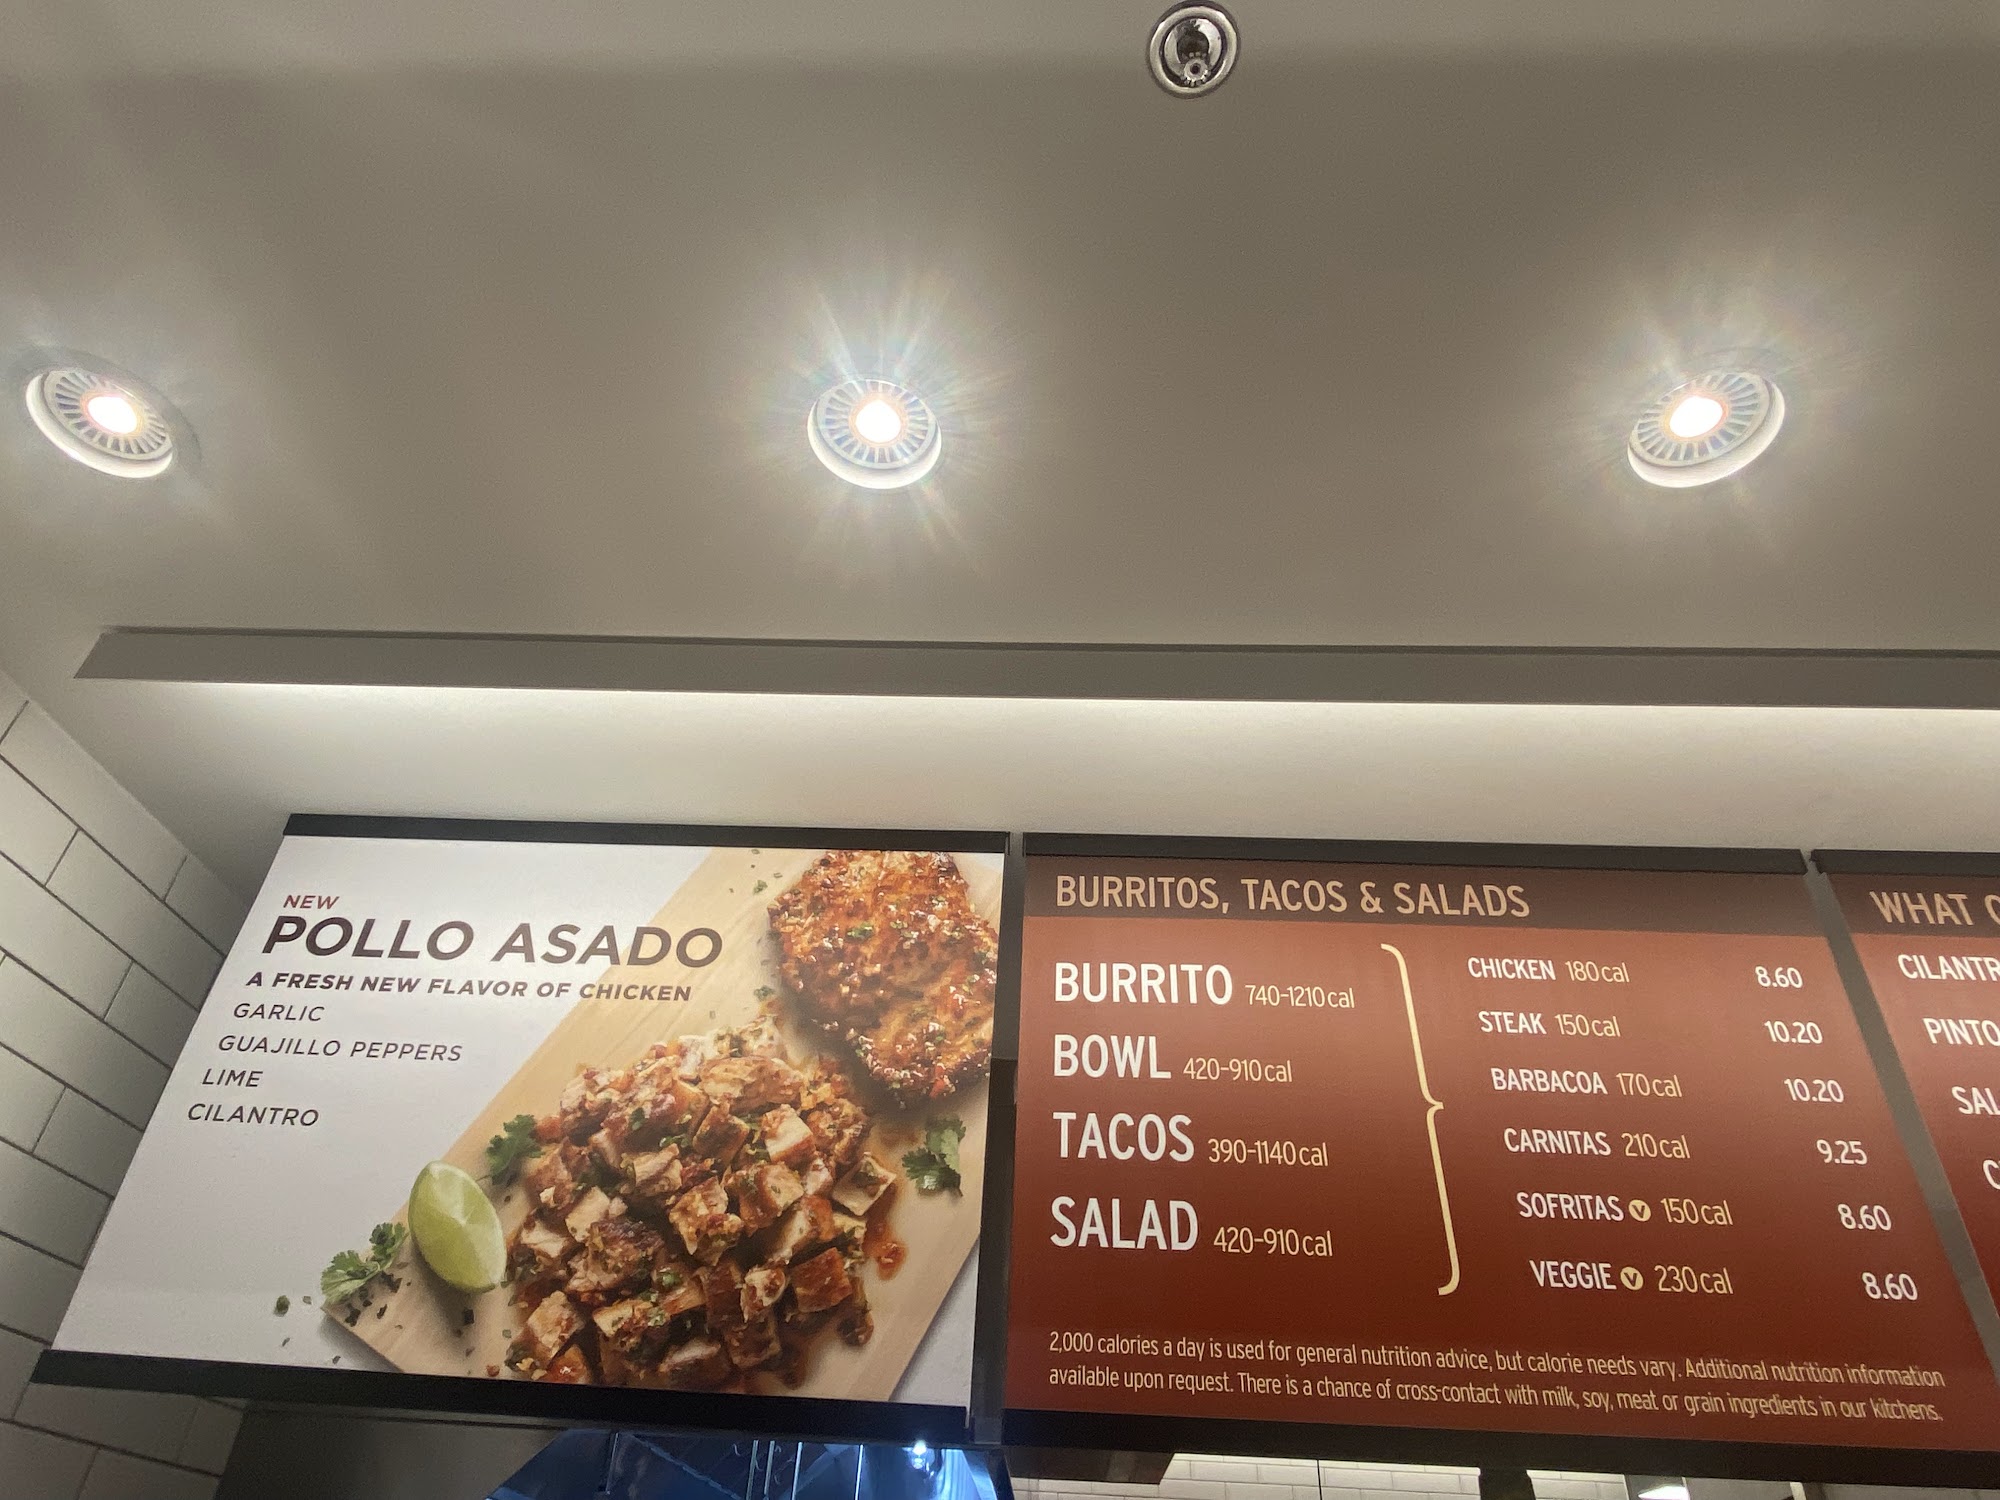 NEW
POLLO ASADO
A FRESH NEW FLAVOR OF CHICKEN
GARLIC
GUAJILLO PEPPERS
LIME
CILANTRO
BURRITOS, TACOS & SALADS
BURRITO 740-1210 cal
BOWL 420-910 cal
TACOS 390-1140 cal
SALAD 420-910 cal
CHICKEN 180 cal 8.60
STEAK 150 cal 10.20
BARBACOA 170 cal 10.20
CARNITAS 210 cal 9.25
SOFRITAS V 150 cal 8.60
VEGGIE V 230 cal 8.60
2,000 calories a day is used for general nutrition advice, but calorie needs vary. Additional nutrition information
available upon request. There is a chance of cross-contact with milk, soy, meat or grain ingredients in our kitchens.
WHAT
CILANTR
PINTO
SAL